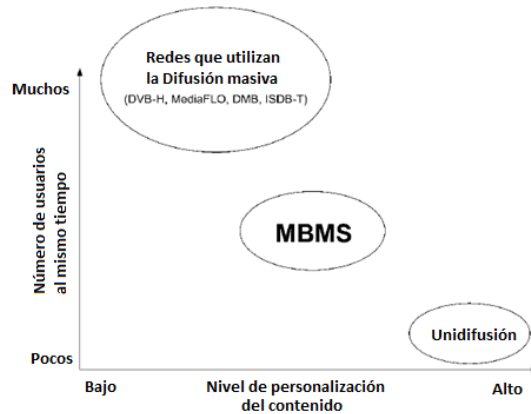 Redes que utilizan
la Difusión masiva
(DVB-H, MediaFLO, DMB, ISDB-T)
Muchos
Número de usuarios
al mismo tiempo
MBMS
Unidifusión
Pocos
Bajo
Nivel de personalización
del contenido
Alto